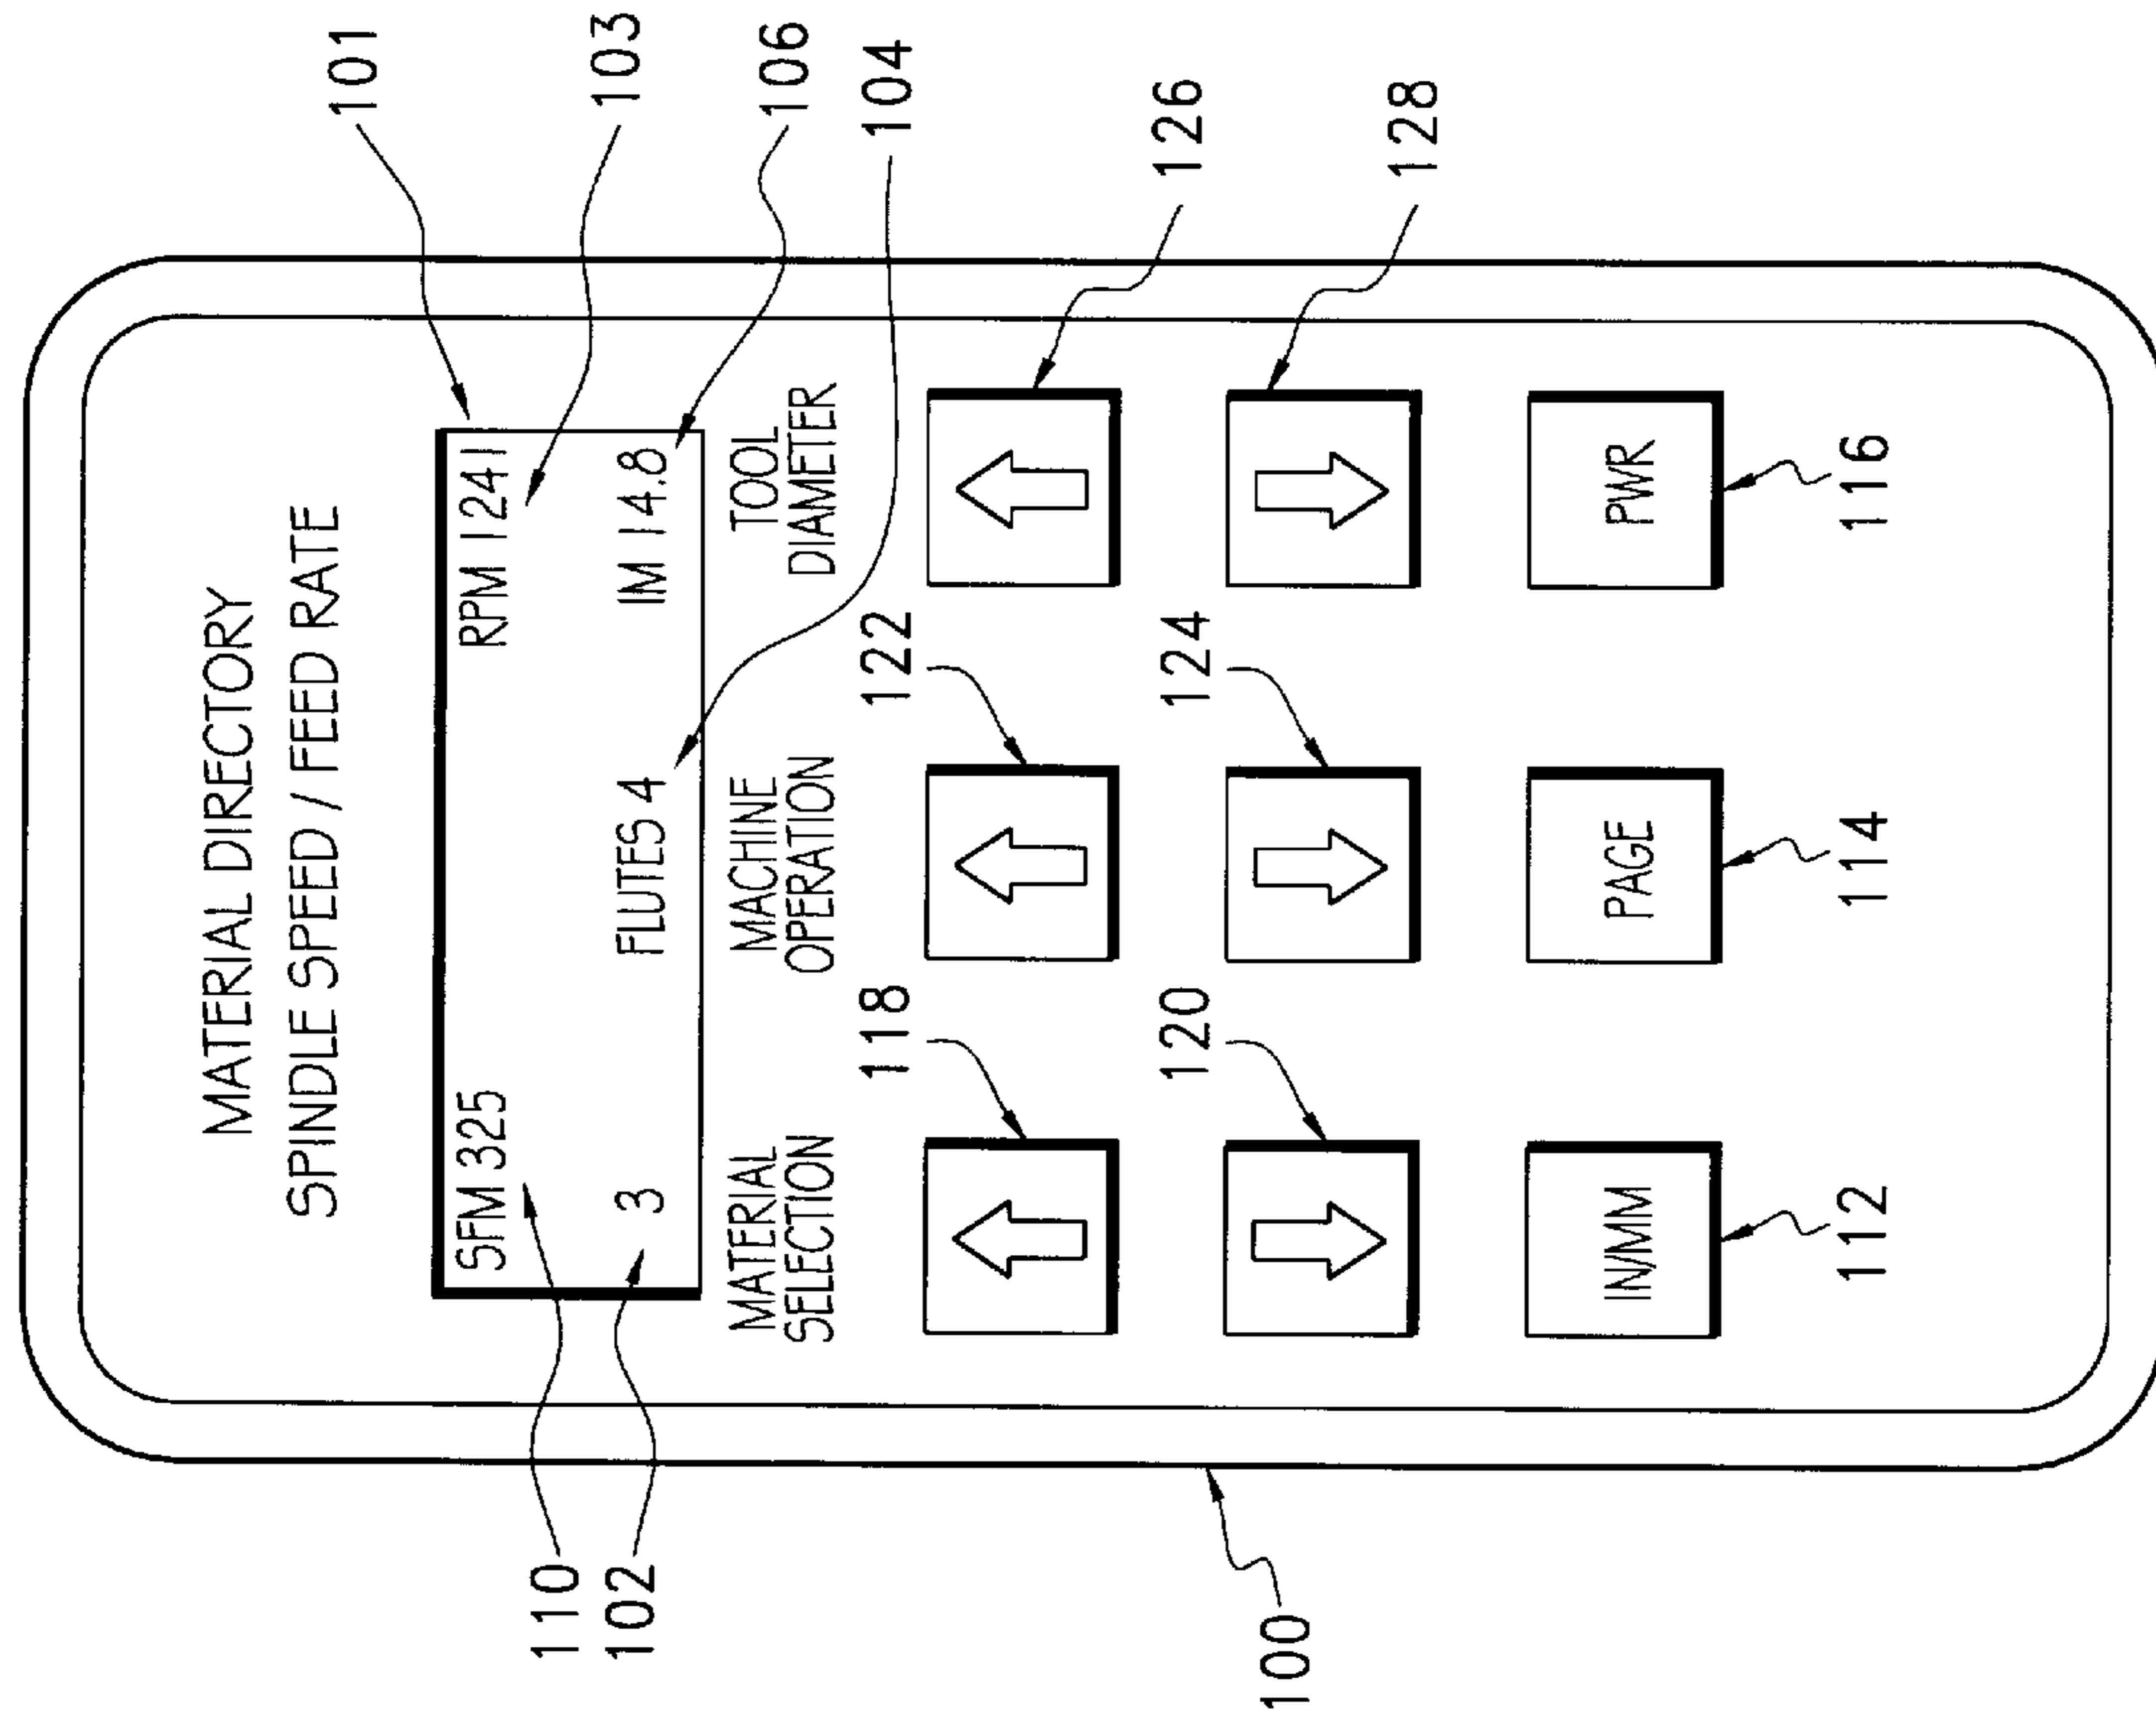 MATERIAL DIRECTORY
SPINDLE SPEED / FEED RATE
101
SFM 325 RPM 1241
110
103
3 FLUTES 4 IM 14.8
102
106
104
MATERIAL SELECTION
MACHINE OPERATION
TOOL DIAMETER
118
122
126
120
124
128
IN/MM
PAGE
PWR
112
114
116
100